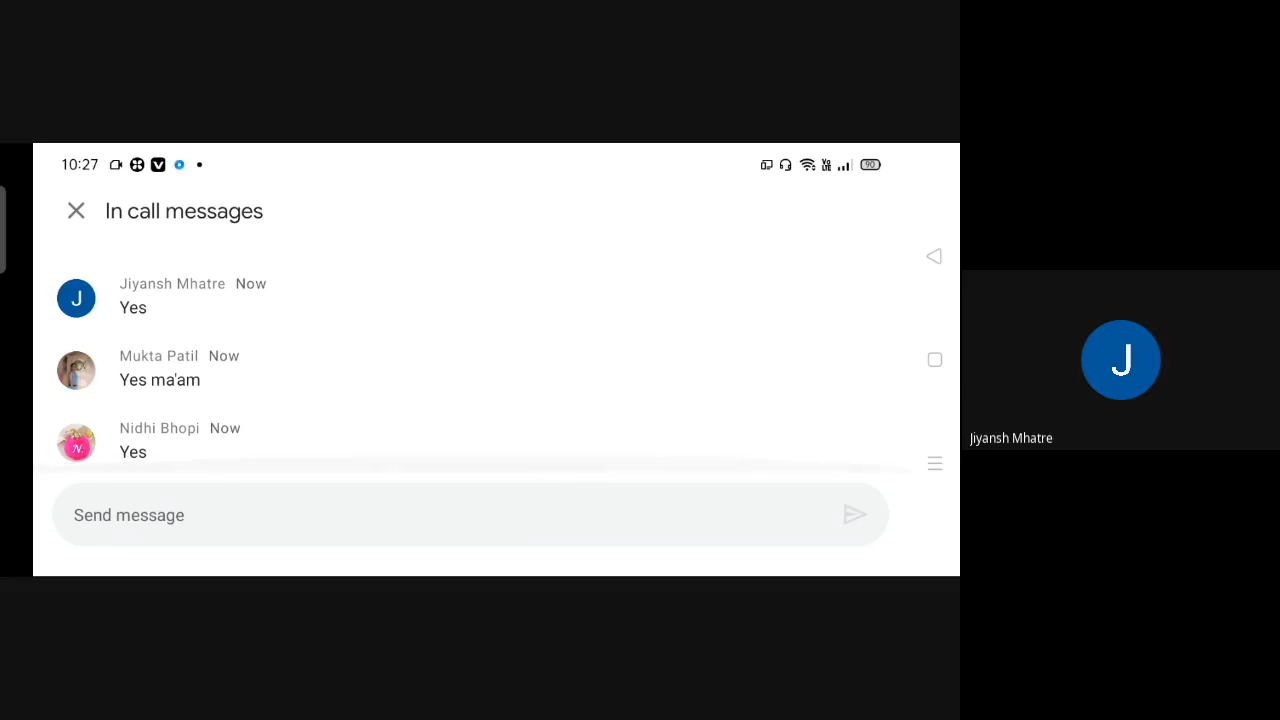 10:27
90
In call messages
J
Jiyansh Mhatre Now
Yes
Mukta Patil Now
Yes ma'am
N
Nidhi Bhopi Now
Yes
Send message
J
Jiyansh Mhatre